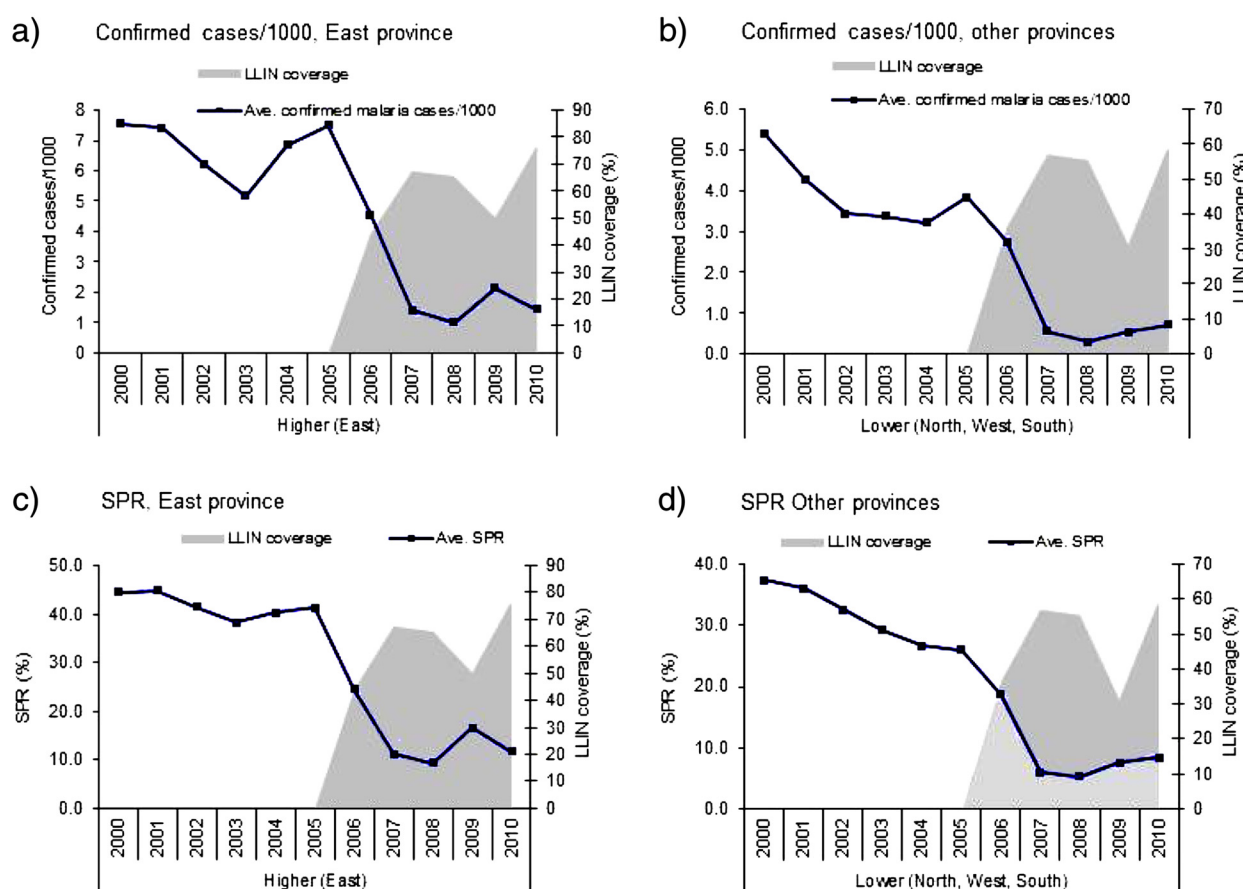 a) Confirmed cases/1000, East province
LLIN coverage
Ave. confirmed malaria cases/1000
Confirmed cases/1000
8
7
6
5
4
3
2
1
0
90
80
70
60
50
40
30
20
10
0
LLIN coverage (%)
2000 2001 2002 2003 2004 2005 2006 2007 2008 2009 2010
Higher (East)
b) Confirmed cases/1000, other provinces
LLIN coverage
Ave. confirmed malaria cases/1000
Confirmed cases/1000
6.0
5.0
4.0
3.0
2.0
1.0
0.0
70
60
50
40
30
20
10
0
LLIN coverage (%)
2000 2001 2002 2003 2004 2005 2006 2007 2008 2009 2010
Lower (North, West, South)
c) SPR, East province
LLIN coverage Ave. SPR
SPR (%)
50.0
40.0
30.0
20.0
10.0
0.0
90
80
70
60
50
40
30
20
10
0
LLIN coverage (%)
2000 2001 2002 2003 2004 2005 2006 2007 2008 2009 2010
Higher (East)
d) SPR Other provinces
LLIN coverage Ave. SPR
SPR (%)
40.0
30.0
20.0
10.0
0.0
70
60
50
40
30
20
10
0
LLIN coverage (%)
2000 2001 2002 2003 2004 2005 2006 2007 2008 2009 2010
Lower (North, West, South)